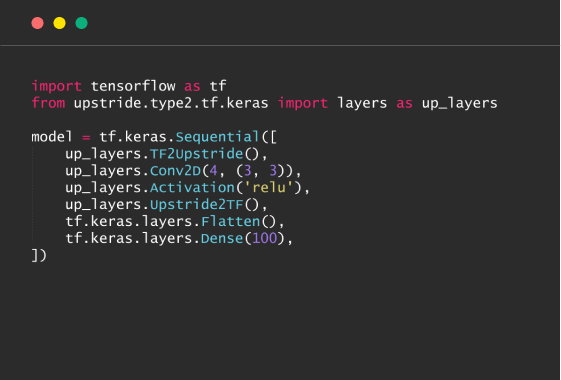 import tensorflow as tf
from upstride.type2.tf.keras import layers as up_layers

model = tf.keras.Sequential([
    up_layers.TF2Upstride(),
    up_layers.Conv2D(4, (3, 3)),
    up_layers.Activation('relu'),
    up_layers.Upstride2TF(),
    tf.keras.layers.Flatten(),
    tf.keras.layers.Dense(100),
])